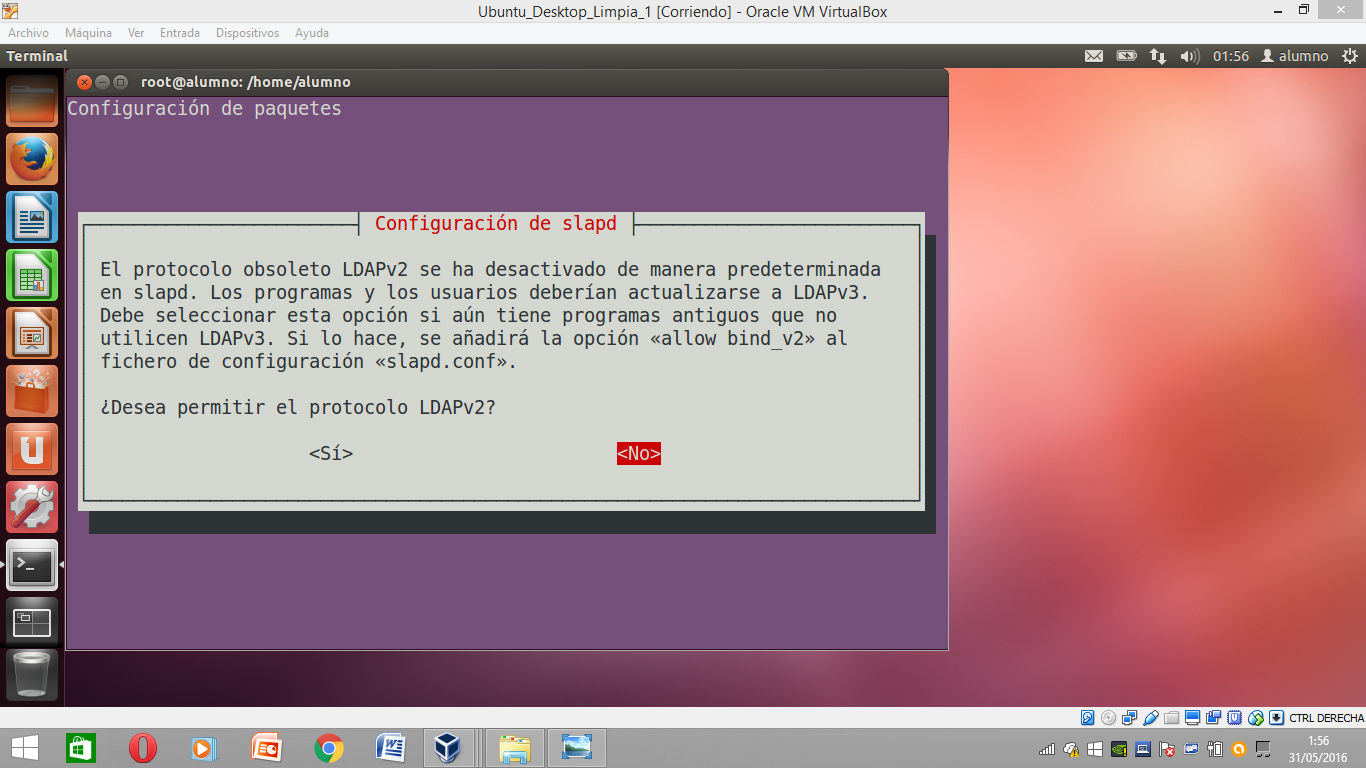 Ubuntu_Desktop_Limpia_1 [Corriendo] - Oracle VM VirtualBox
Archivo Máquina Ver Entrada Dispositivos Ayuda
Terminal 01:56 alumno
root@alumno: /home/alumno
Configuración de paquetes
Configuración de slapd
El protocolo obsoleto LDAPv2 se ha desactivado de manera predeterminada
en slapd. Los programas y los usuarios deberían actualizarse a LDAPv3.
Debe seleccionar esta opción si aún tiene programas antiguos que no
utilicen LDAPv3. Si lo hace, se añadirá la opción «allow bind_v2» al
fichero de configuración «slapd.conf».
¿Desea permitir el protocolo LDAPv2?
<Sí> <No>
CTRL DERECHA
1:56
31/05/2016